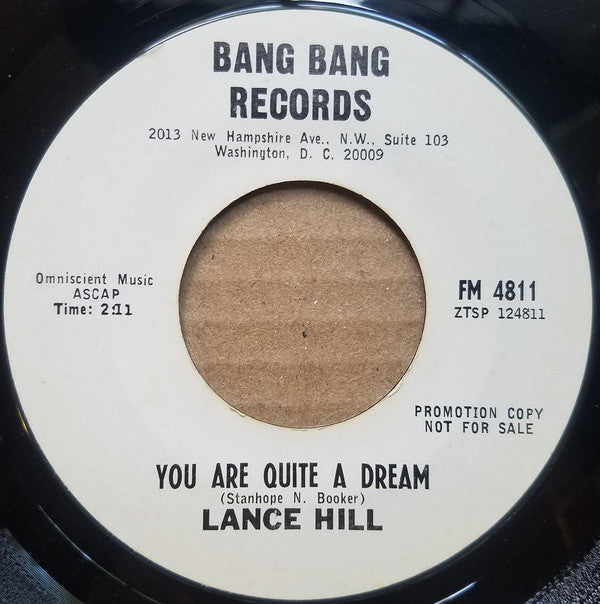 BANG BANG
RECORDS
2013 New Hampshire Ave., N.W., Suite 103
Washington, D. C. 20009
Omniscient Music
ASCAP
Time: 2:11
FM 4811
ZTSP 124811
PROMOTION COPY
NOT FOR SALE
YOU ARE QUITE A DREAM
(Stanhope N. Booker)
LANCE HILL